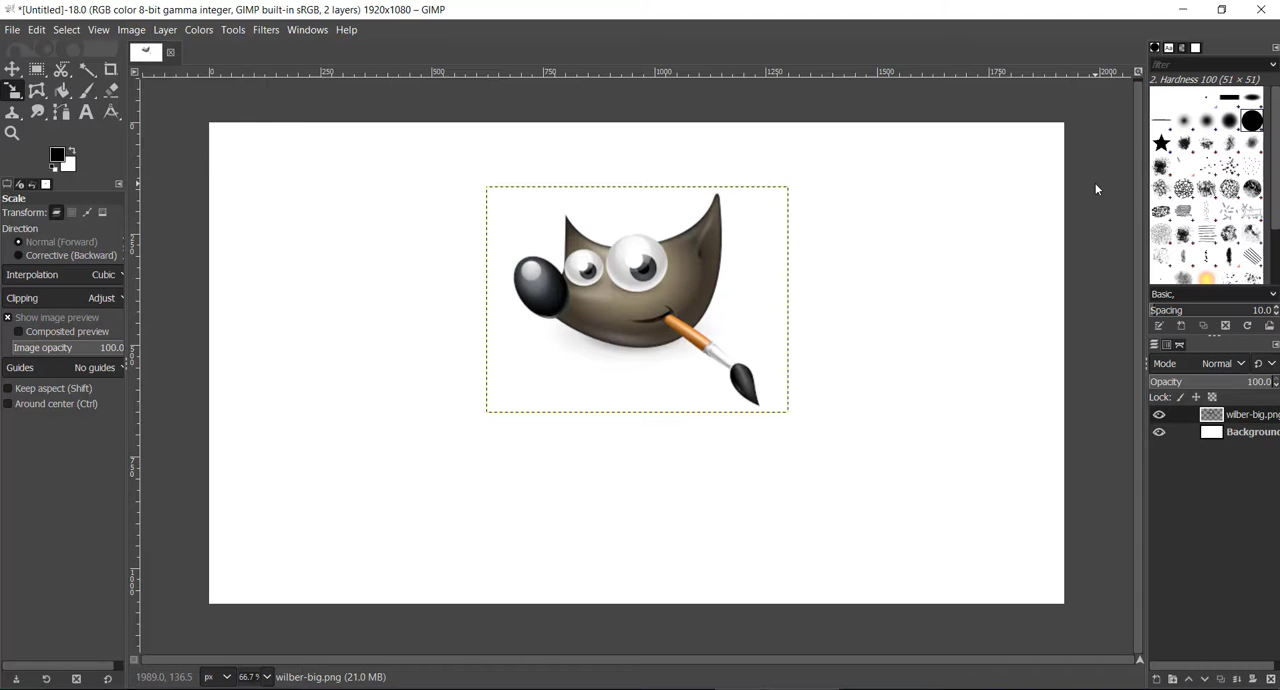 *[Untitled]-18.0 (RGB color 8-bit gamma integer, GIMP built-in sRGB, 2 layers) 1920x1080 – GIMP
File Edit Select View Image Layer Colors Tools Filters Windows Help
0 250 500 750 1000 1250 1500 1750 2000
filter
2. Hardness 100 (51 × 51)
Scale
Transform:
Direction
Normal (Forward)
Corrective (Backward)
Interpolation Cubic
Clipping Adjust
Show image preview
Composited preview
Image opacity 100.0
Guides No guides
Keep aspect (Shift)
Around center (Ctrl)
0
250
500
750
1000
Basic,
Spacing 10.0
Mode Normal
Opacity 100.0
Lock:
wilber-big.png
Background
1989.0, 136.5 px 66.7 % wilber-big.png (21.0 MB)